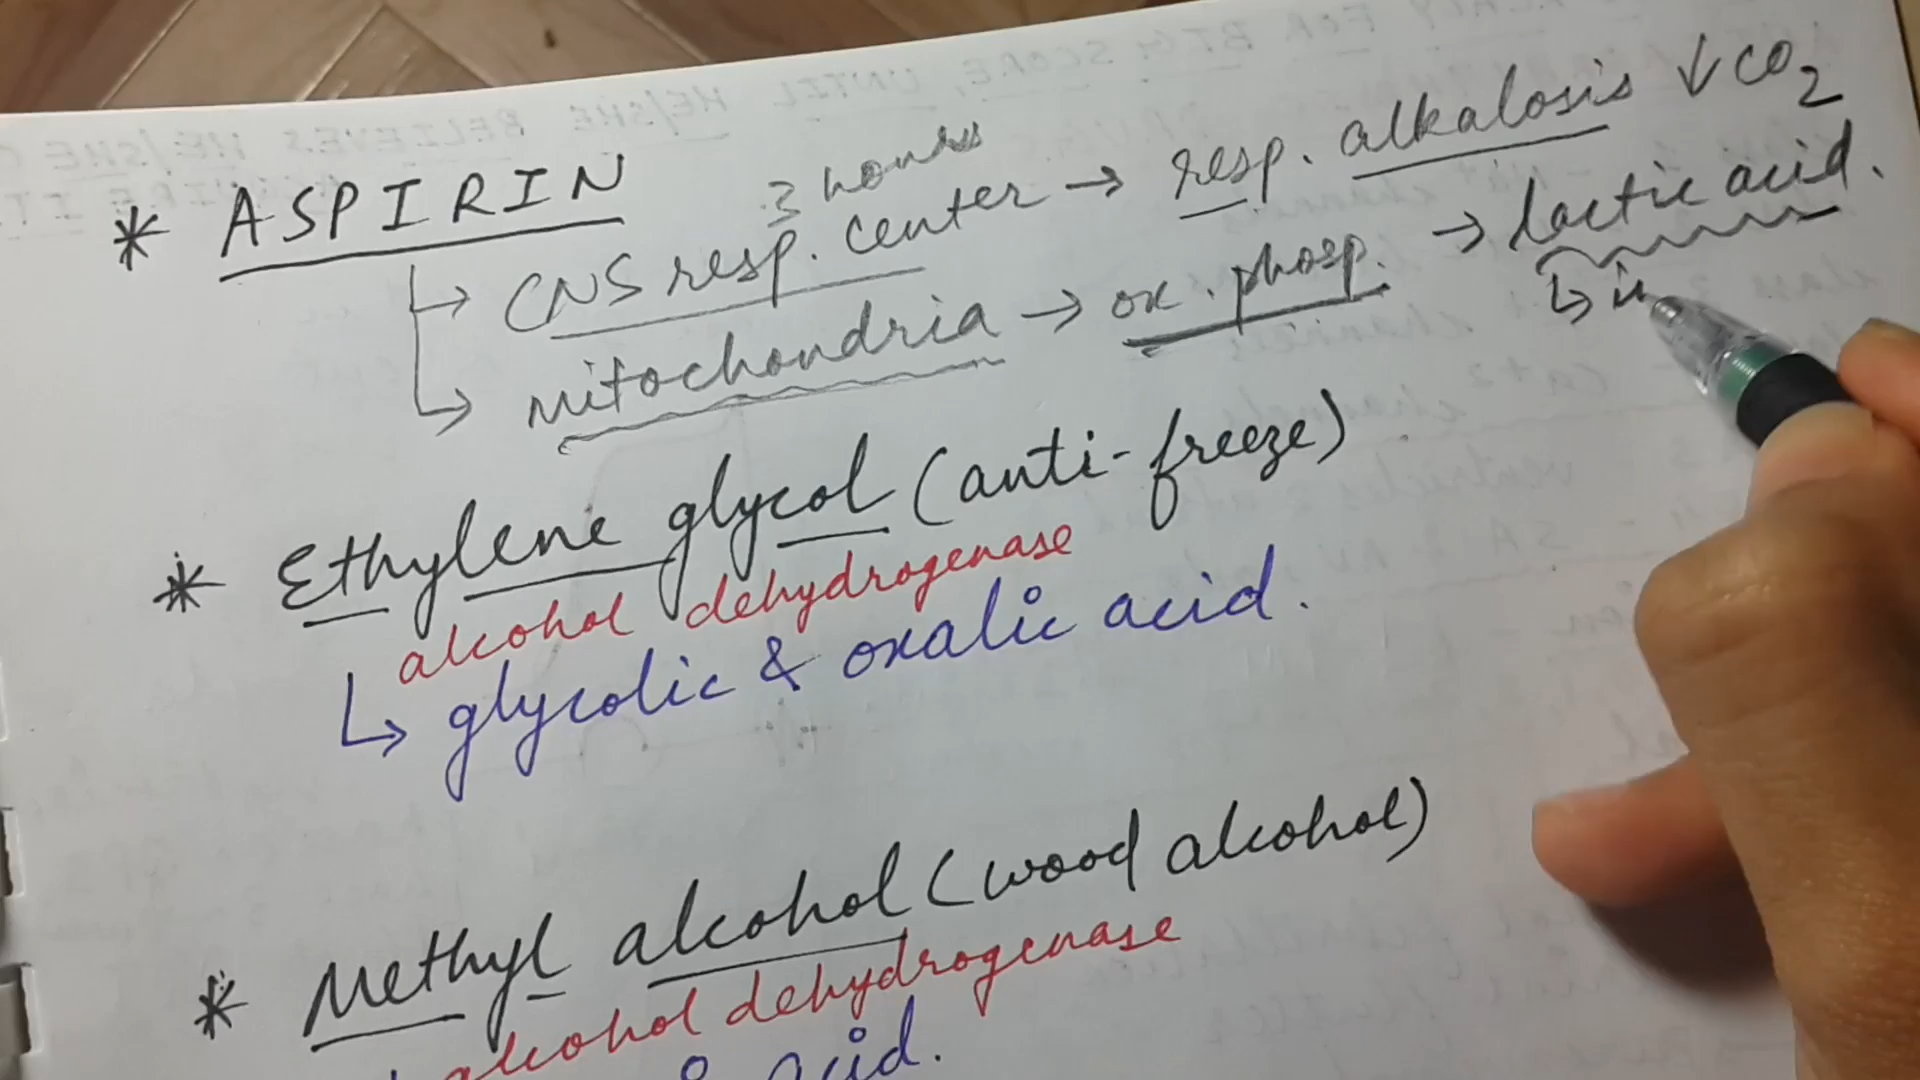 3 hours
* ASPIRIN
↳ CNS resp. center → resp. alkalosis ↓ CO2
↳ mitochondria → ox. phosp. → lactic acid.
↳
* Ethylene glycol (anti-freeze)
alcohol dehydrogenase
↳ glycolic & oxalic acid.
* Methyl alcohol (wood alcohol)
alcohol dehydrogenase
acid.